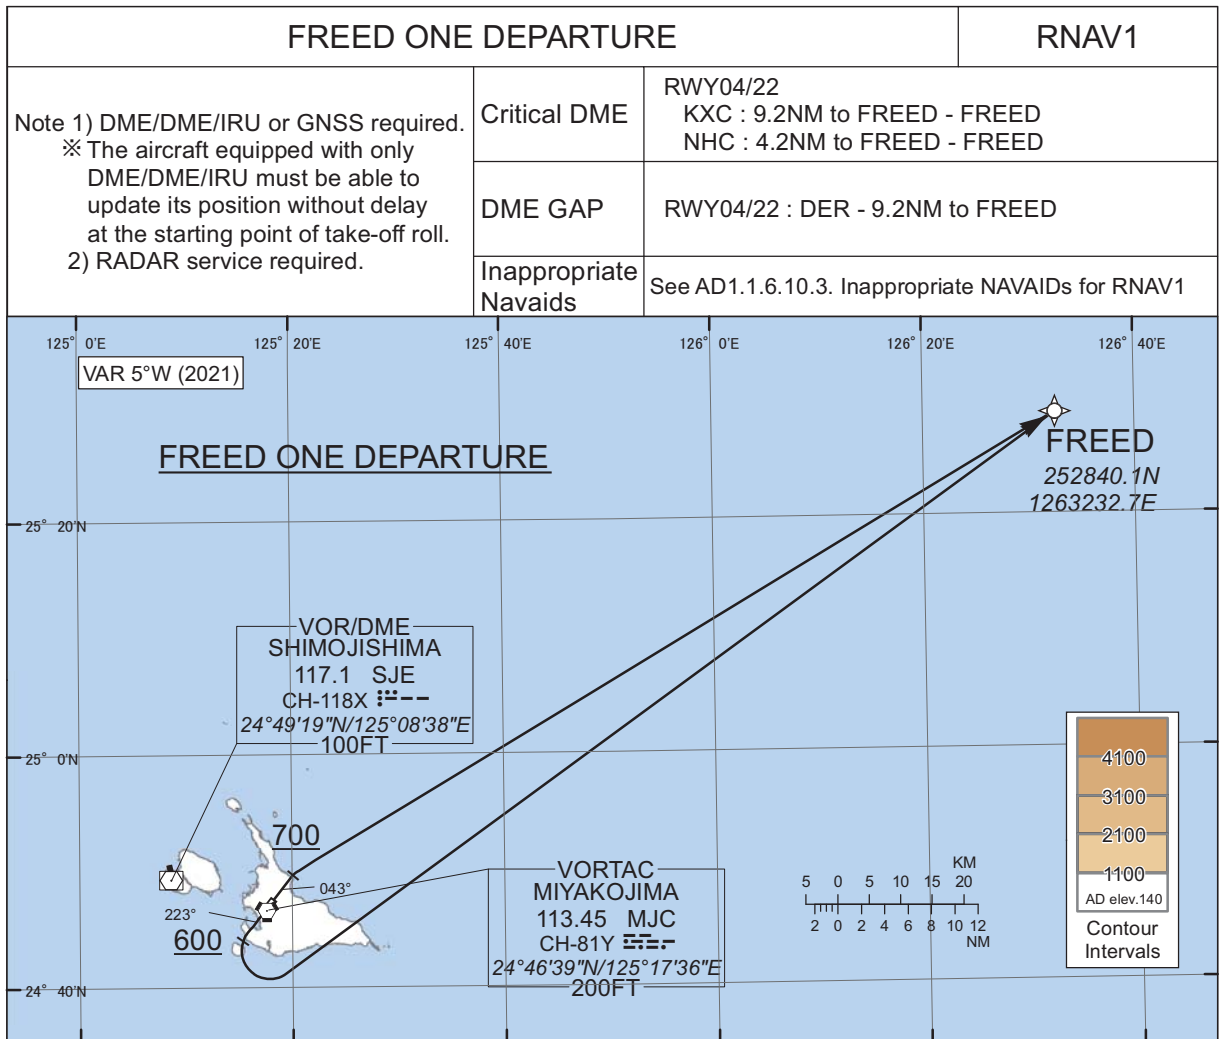 FREED ONE DEPARTURE
RNAV1
Note 1) DME/DME/IRU or GNSS required.
※ The aircraft equipped with only
DME/DME/IRU must be able to
update its position without delay
at the starting point of take-off roll.
2) RADAR service required.
Critical DME
RWY04/22
KXC : 9.2NM to FREED - FREED
NHC : 4.2NM to FREED - FREED
DME GAP
RWY04/22 : DER - 9.2NM to FREED
Inappropriate
Navaids
See AD1.1.6.10.3. Inappropriate NAVAIDs for RNAV1
125° 0'E
125° 20'E
125° 40'E
126° 0'E
126° 20'E
126° 40'E
VAR 5°W (2021)
FREED ONE DEPARTURE
FREED
252840.1N
1263232.7E
25° 20'N
VOR/DME
SHIMOJISHIMA
117.1 SJE
CH-118X
24°49'19"N/125°08'38"E
100FT
25° 0'N
700
043°
223°
600
VORTAC
MIYAKOJIMA
113.45 MJC
CH-81Y
24°46'39"N/125°17'36"E
200FT
KM
5 0 5 10 15 20
2 0 2 4 6 8 10 12
NM
4100
3100
2100
1100
AD elev.140
Contour
Intervals
24° 40'N